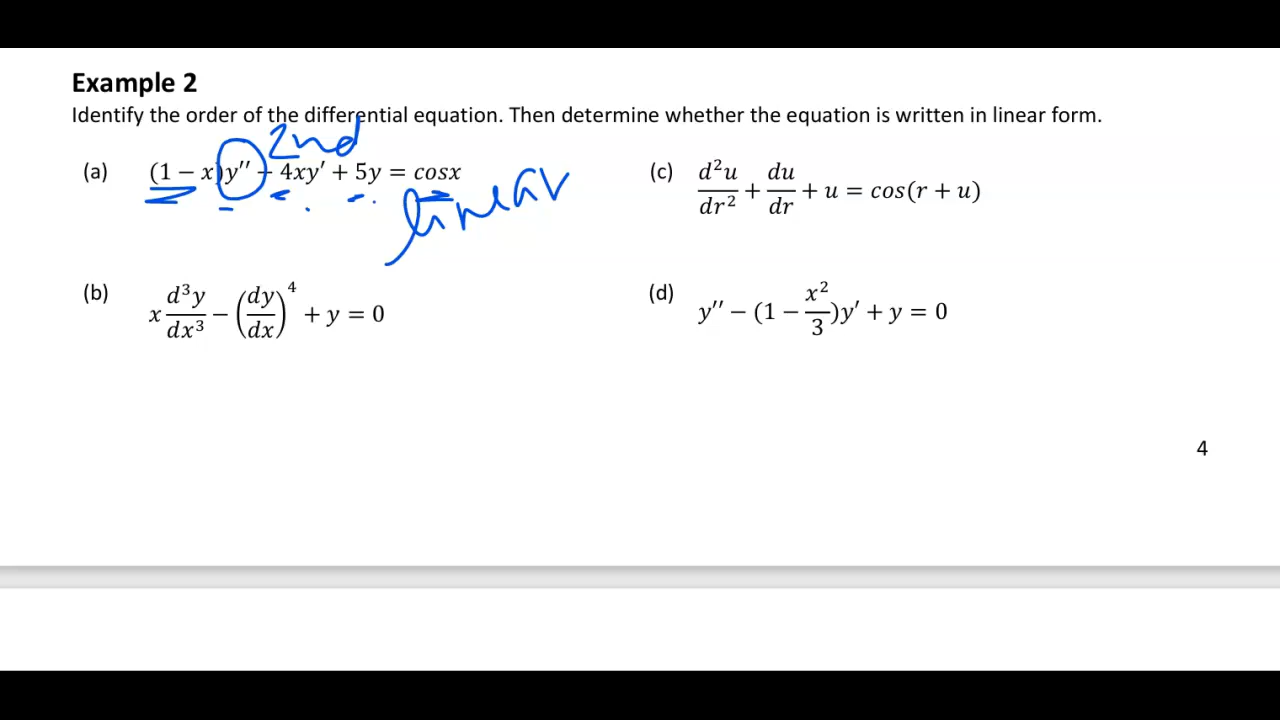 Example 2
Identify the order of the differential equation. Then determine whether the equation is written in linear form.
2nd
(a) (1 − x)y″ − 4xy′ + 5y = cosx
linear
(c) d²u/dr² + du/dr + u = cos(r + u)
(b) x d³y/dx³ − (dy/dx)⁴ + y = 0
(d) y″ − (1 − x²/3)y′ + y = 0
4